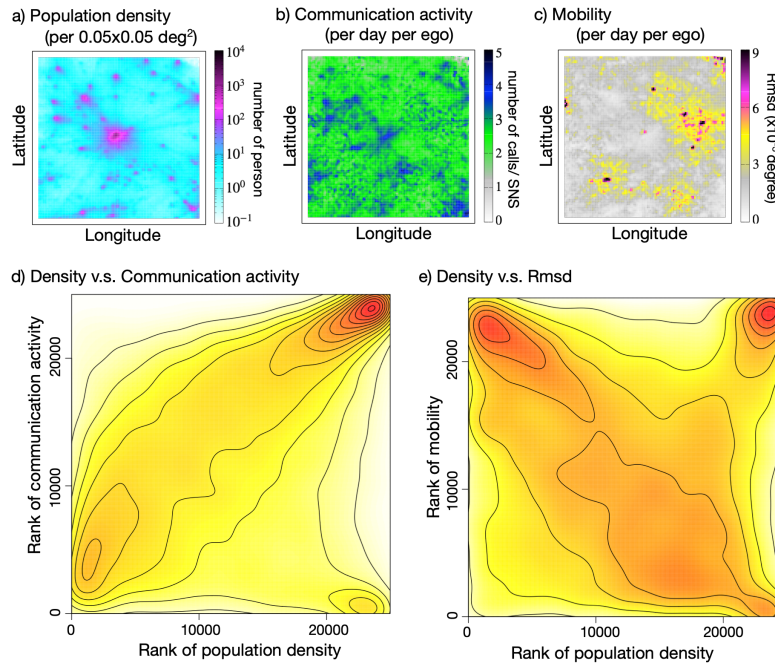 a) Population density
(per 0.05x0.05 deg²)
b) Communication activity
(per day per ego)
c) Mobility
(per day per ego)
10⁴
10³
10²
10¹
10⁰
10⁻¹
number of person
Latitude
Longitude
5
4
3
2
1
0
number of calls/ SNS
Latitude
Longitude
9
6
3
0
degree)
Latitude
Longitude
d) Density v.s. Communication activity
Rank of communication activity
20000
10000
0
0
10000
20000
Rank of population density
e) Density v.s. Rmsd
Rank of mobility
20000
10000
0
0
10000
20000
Rank of population density